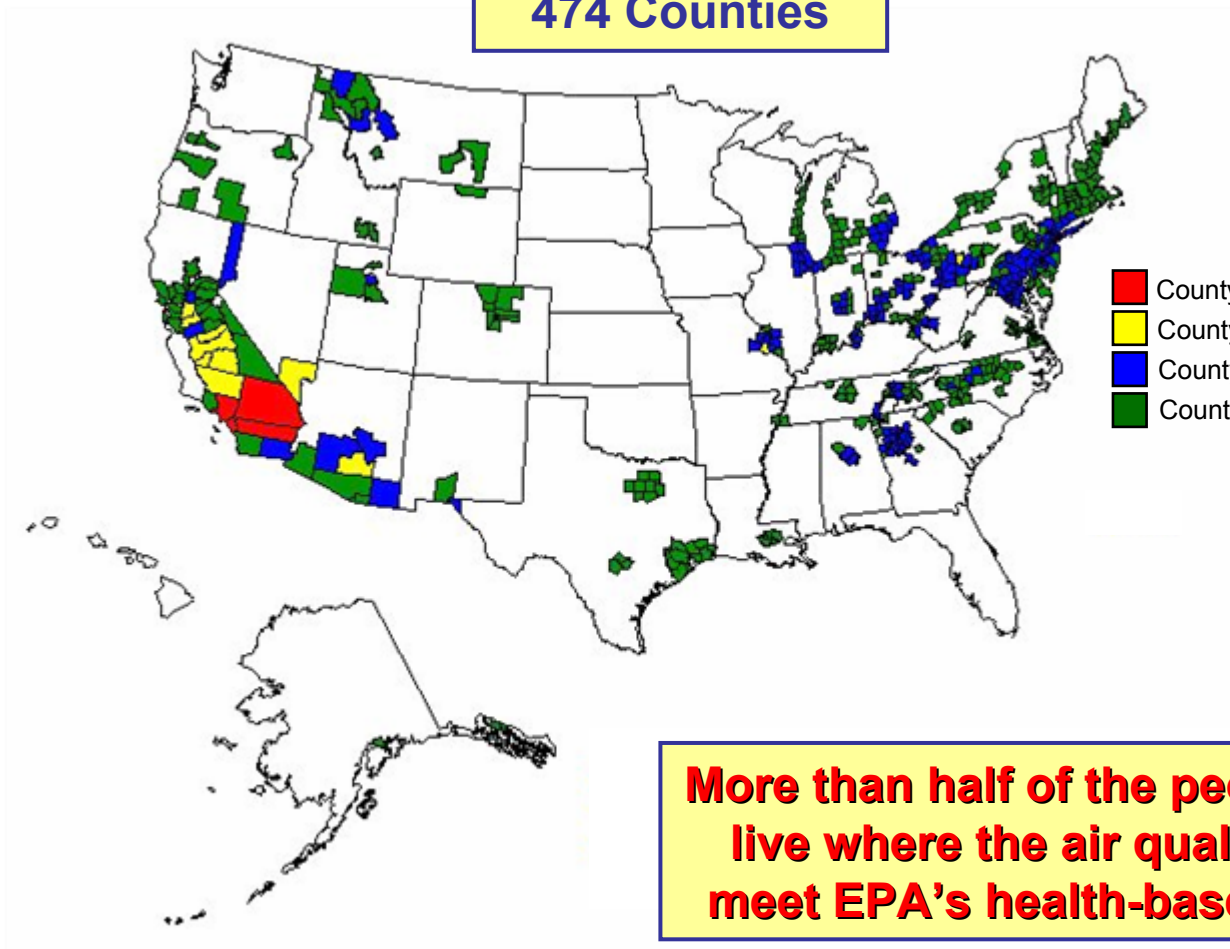 474 Counties
County
County
Count
Count
More than half of the pe
live where the air qual
meet EPA's health-bas